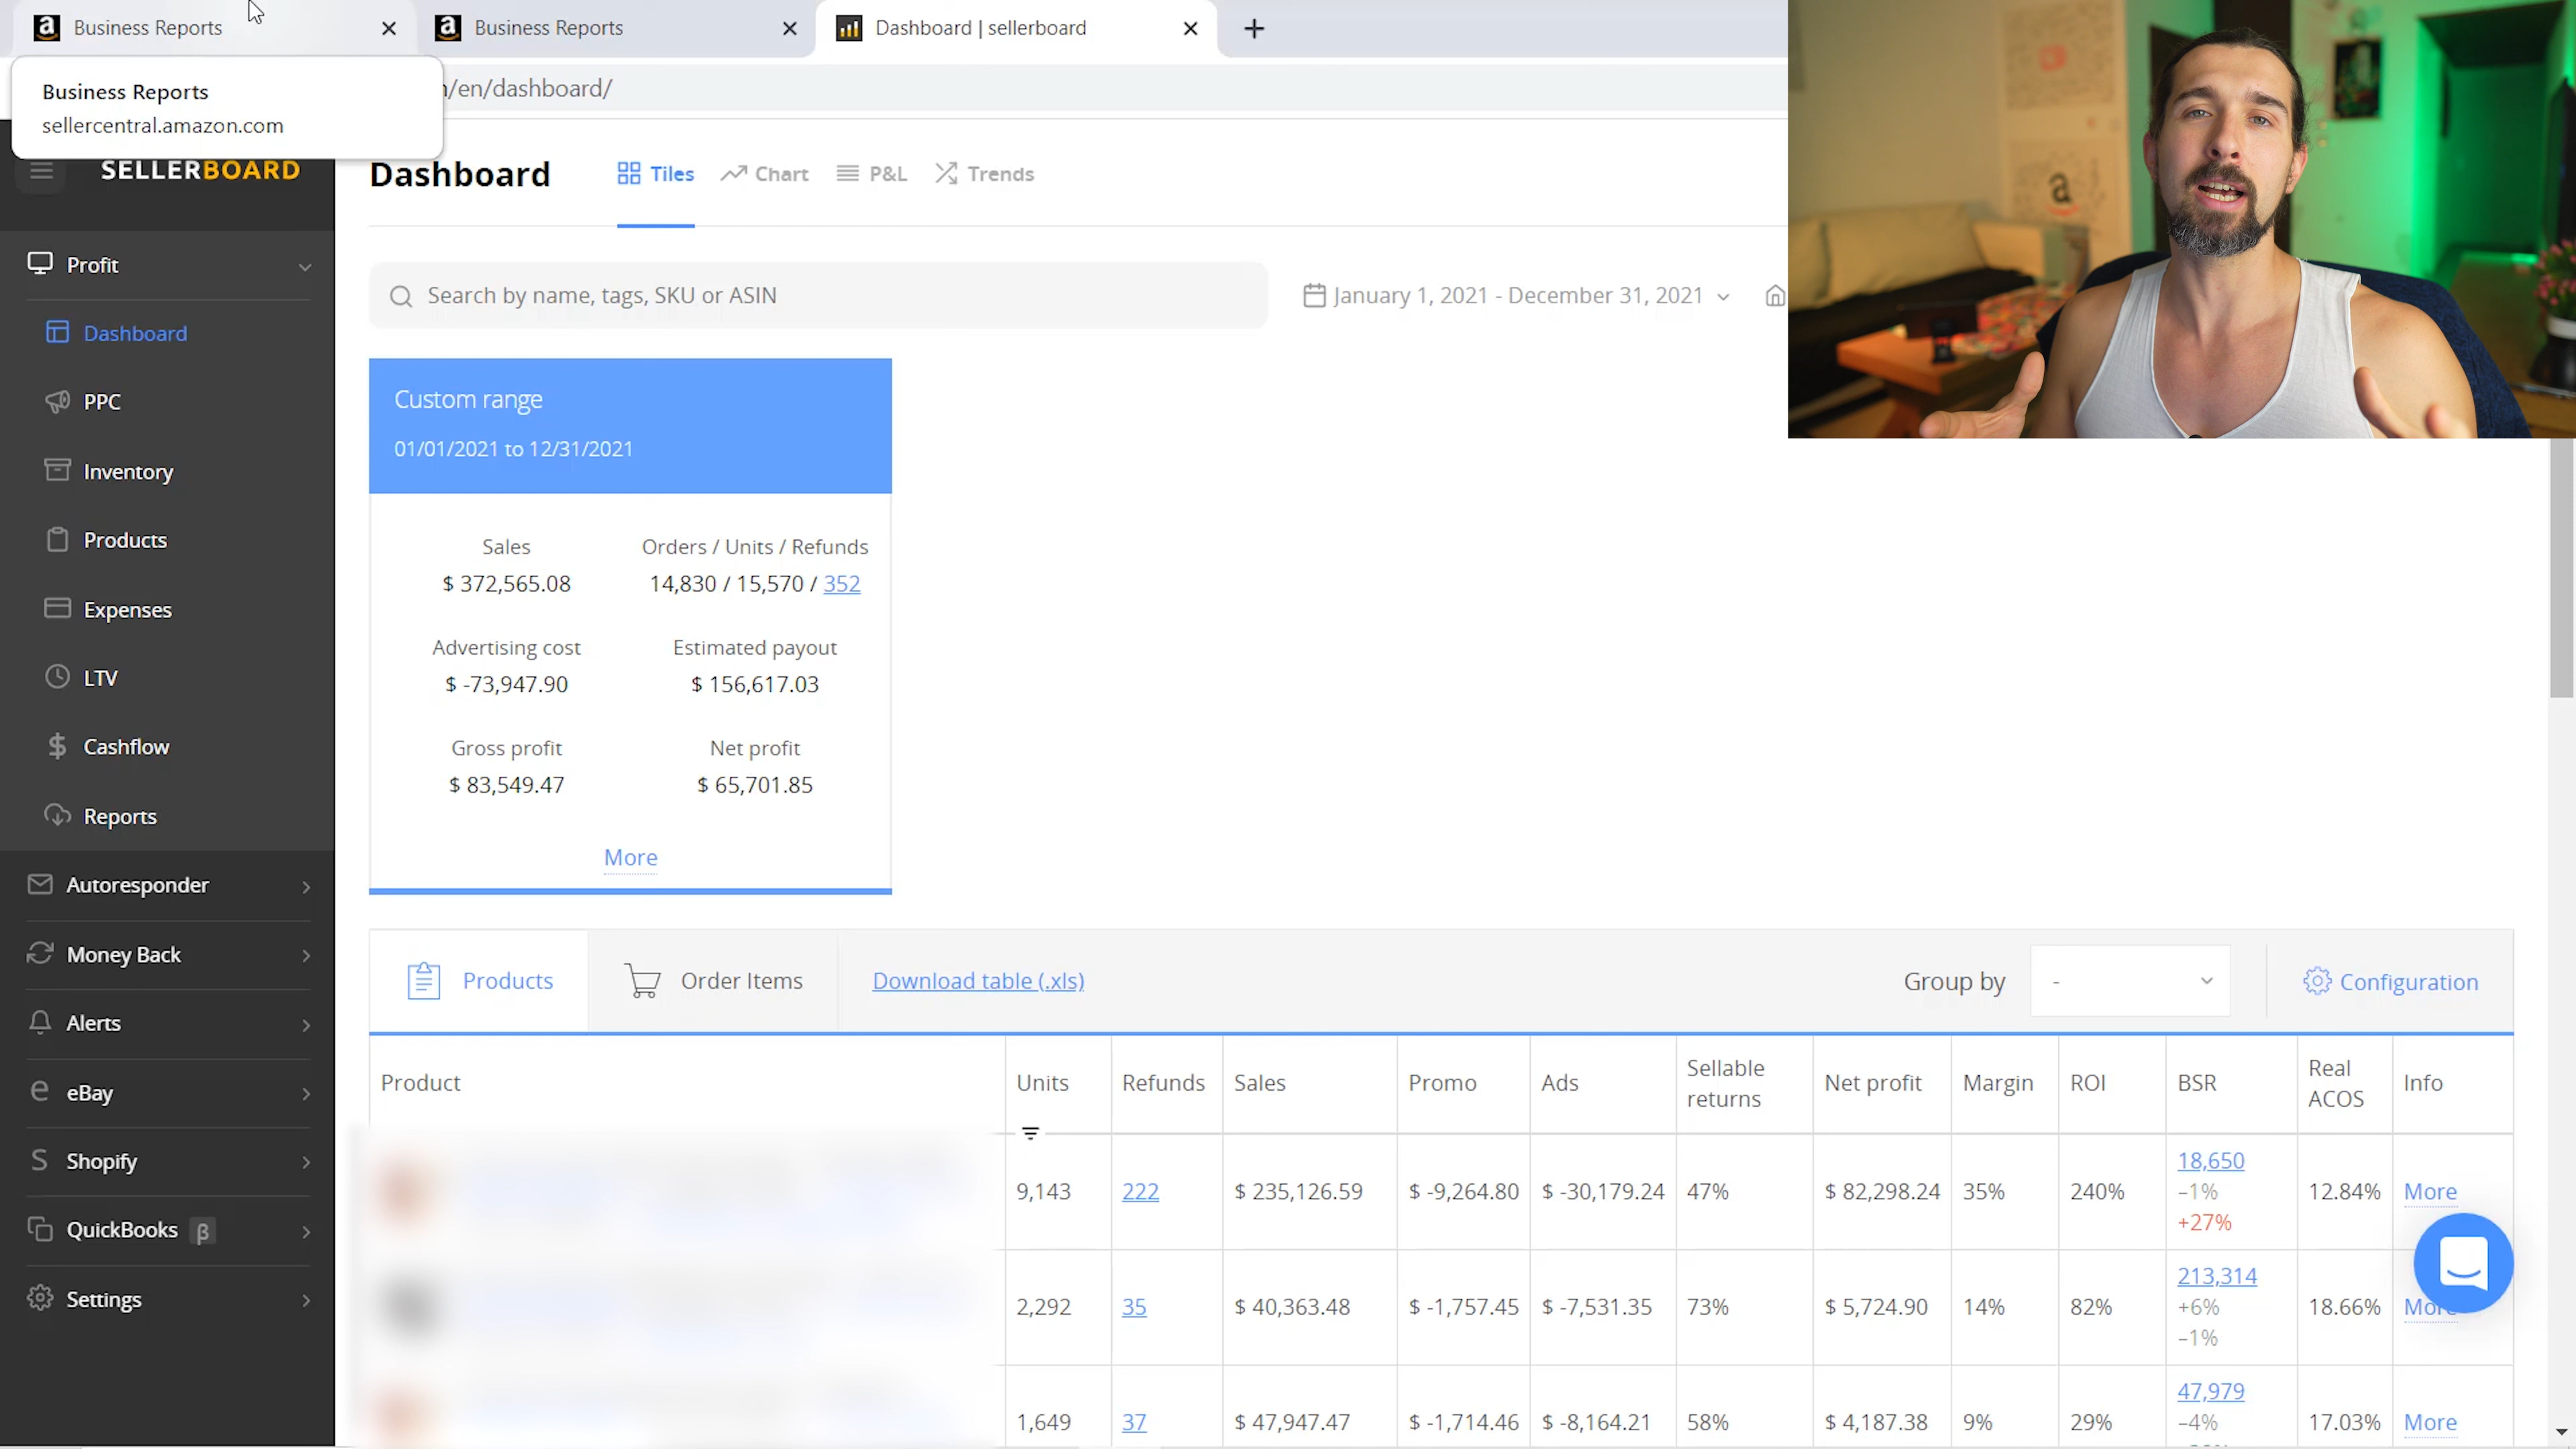 Business Reports
Business Reports
Dashboard | sellerboard
Business Reports
sellercentral.amazon.com
/en/dashboard/
SELLERBOARD
Dashboard
Tiles
Chart
P&L
Trends
Profit
Search by name, tags, SKU or ASIN
January 1, 2021 - December 31, 2021
Dashboard
PPC
Inventory
Products
Expenses
LTV
Cashflow
Reports
Autoresponder
Money Back
Alerts
eBay
Shopify
QuickBooks β
Settings
Custom range
01/01/2021 to 12/31/2021
Sales
Orders / Units / Refunds
$ 372,565.08
14,830 / 15,570 / 352
Advertising cost
Estimated payout
$ -73,947.90
$ 156,617.03
Gross profit
Net profit
$ 83,549.47
$ 65,701.85
More
Products
Order Items
Download table (.xls)
Group by
-
Configuration
Product
Units
Refunds
Sales
Promo
Ads
Sellable
returns
Net profit
Margin
ROI
BSR
Real
ACOS
Info
9,143
222
$ 235,126.59
$ -9,264.80
$ -30,179.24
47%
$ 82,298.24
35%
240%
18,650
–1%
+27%
12.84%
More
2,292
35
$ 40,363.48
$ -1,757.45
$ -7,531.35
73%
$ 5,724.90
14%
82%
213,314
+6%
–1%
18.66%
More
1,649
37
$ 47,947.47
$ -1,714.46
$ -8,164.21
58%
$ 4,187.38
9%
29%
47,979
–4%
17.03%
More